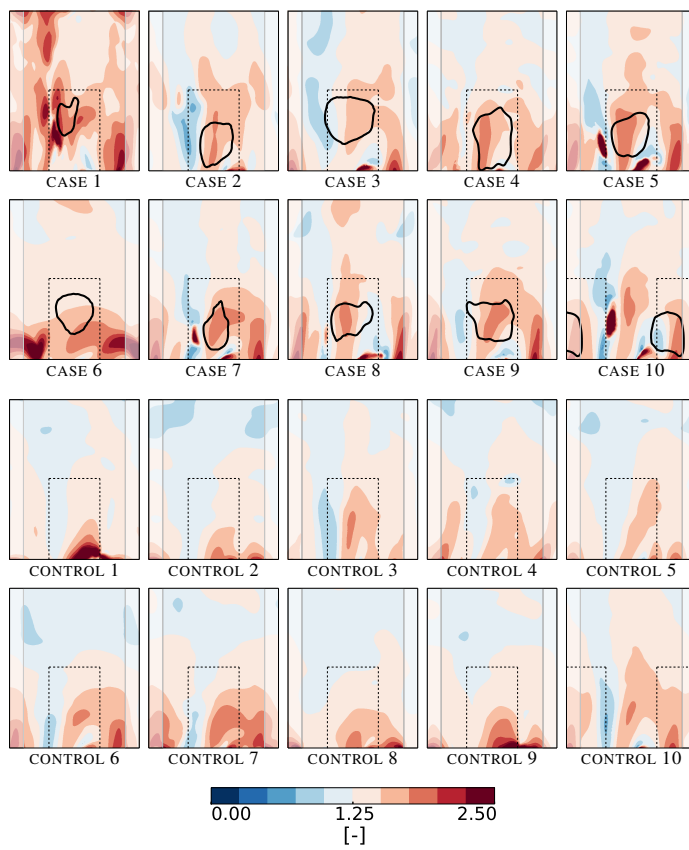 CASE 1 CASE 2 CASE 3 CASE 4 CASE 5
CASE 6 CASE 7 CASE 8 CASE 9 CASE 10
CONTROL 1 CONTROL 2 CONTROL 3 CONTROL 4 CONTROL 5
CONTROL 6 CONTROL 7 CONTROL 8 CONTROL 9 CONTROL 10
0.00 1.25 2.50
[-]